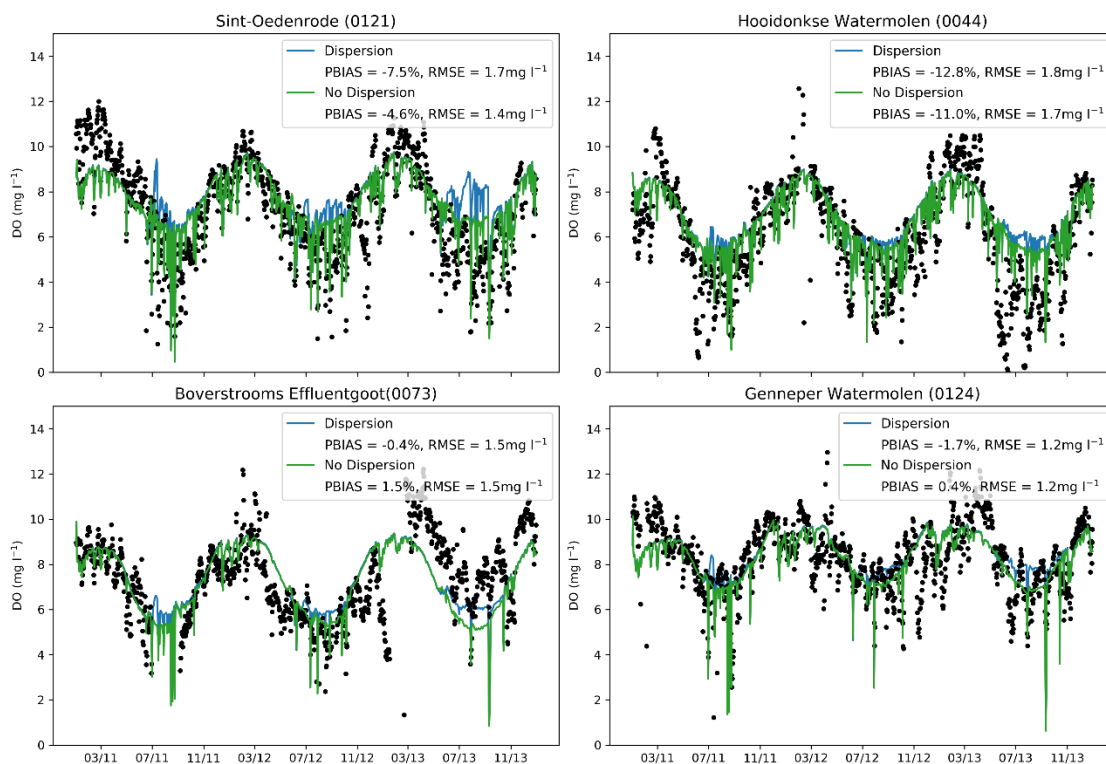 Sint-Oedenrode (0121)
14
12
10
8
6
4
2
0
DO (mg l⁻¹)
Dispersion
PBIAS = -7.5%, RMSE = 1.7mg l⁻¹
No Dispersion
PBIAS = -4.6%, RMSE = 1.4mg l⁻¹
Hooidonkse Watermolen (0044)
14
12
10
8
6
4
2
0
DO (mg l⁻¹)
Dispersion
PBIAS = -12.8%, RMSE = 1.8mg l⁻¹
No Dispersion
PBIAS = -11.0%, RMSE = 1.7mg l⁻¹
Boverstrooms Effluentgoot(0073)
14
12
10
8
6
4
2
0
DO (mg l⁻¹)
Dispersion
PBIAS = -0.4%, RMSE = 1.5mg l⁻¹
No Dispersion
PBIAS = 1.5%, RMSE = 1.5mg l⁻¹
03/11 07/11 11/11 03/12 07/12 11/12 03/13 07/13 11/13
Genneper Watermolen (0124)
14
12
10
8
6
4
2
0
DO (mg l⁻¹)
Dispersion
PBIAS = -1.7%, RMSE = 1.2mg l⁻¹
No Dispersion
PBIAS = 0.4%, RMSE = 1.2mg l⁻¹
03/11 07/11 11/11 03/12 07/12 11/12 03/13 07/13 11/13